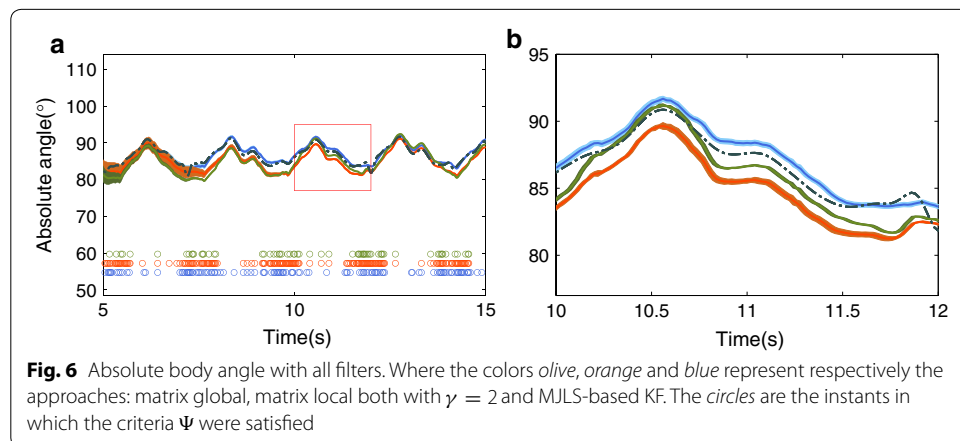 a
b
110
100
90
80
70
60
50
Absolute angle(°)
5
10
15
Time(s)
95
90
85
80
10
10.5
11
11.5
12
Time(s)
Fig. 6 Absolute body angle with all filters. Where the colors olive, orange and blue represent respectively the
approaches: matrix global, matrix local both with γ = 2 and MJLS-based KF. The circles are the instants in
which the criteria Ψ were satisfied